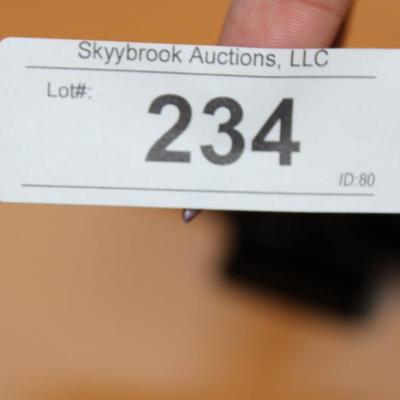 Skyybrook Auctions, LLC
Lot#:
234
ID:80